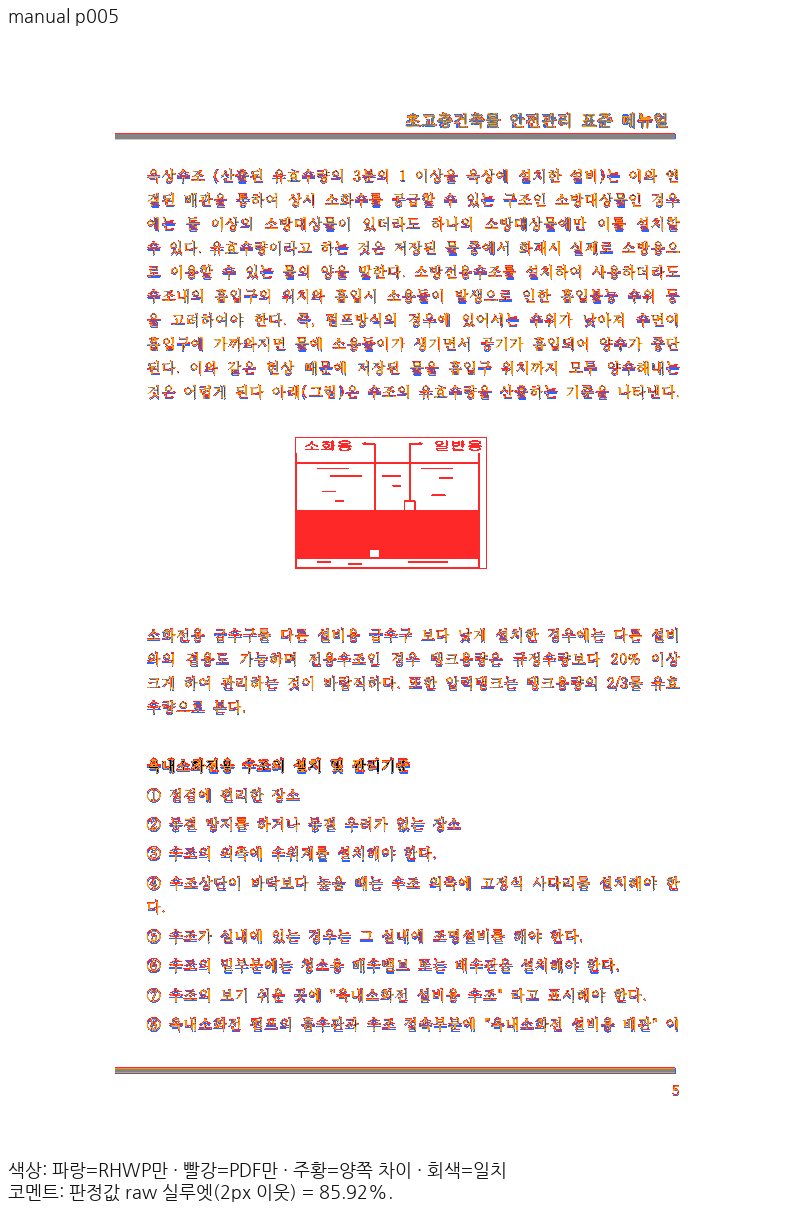 manual p005
초고층건축물 안전관리 표준 메뉴얼
옥상수조 (산출된 유효수량의 3분의 1 이상을 옥상에 설치한 설비)는 이와 연
결된 배관을 통하여 상시 소화수를 공급할 수 있는 구조인 소방대상물인 경우
에는 둘 이상의 소방대상물이 있더라도 하나의 소방대상물에만 이를 설치할
수 있다. 유효수량이라고 하는 것은 저장된 물 중에서 화재시 실제로 소방용으
로 이용할 수 있는 물의 양을 말한다. 소방전용수조를 설치하여 사용하더라도
수조내의 흡입구의 위치와 흡입시 소용돌이 발생으로 인한 흡입불능 수위 등
을 고려하여야 한다. 즉, 펌프방식의 경우에 있어서는 수위가 낮아져 수면이
흡입구에 가까와지면 물에 소용돌이가 생기면서 공기가 흡입되어 양수가 중단
된다. 이와 같은 현상 때문에 저장된 물을 흡입구 위치까지 모두 양수해내는
것은 어렵게 된다 아래(그림)은 수조의 유효수량을 산출하는 기준을 나타낸다.
소화용 일반용
소화전용 급수구를 다른 설비용 급수구 보다 낮게 설치한 경우에는 다른 설비
와의 겸용도 가능하며 전용수조인 경우 탱크용량은 규정수량보다 20% 이상
크게 하여 관리하는 것이 바람직하다. 또한 압력탱크는 탱크용량의 2/3를 유효
수량으로 본다.
옥내소화전용 수조의 설치 및 관리기준
① 점검에 편리한 장소
② 동결 방지를 하거나 동결 우려가 없는 장소
③ 수조의 외측에 수위계를 설치해야 한다.
④ 수조상단이 바닥보다 높을 때는 수조 외측에 고정식 사다리를 설치해야 한
다.
⑤ 수조가 실내에 있는 경우는 그 실내에 조명설비를 해야 한다.
⑥ 수조의 밑부분에는 청소용 배수밸브 또는 배수관을 설치해야 한다.
⑦ 수조의 보기 쉬운 곳에 "옥내소화전 설비용 수조" 라고 표시해야 한다.
⑧ 옥내소화전 펌프의 흡수관과 수조 접속부분에 "옥내소화전 설비용 배관" 이
5
색상: 파랑=RHWP만 · 빨강=PDF만 · 주황=양쪽 차이 · 회색=일치
코멘트: 판정값 raw 실루엣(2px 이웃) = 85.92%.